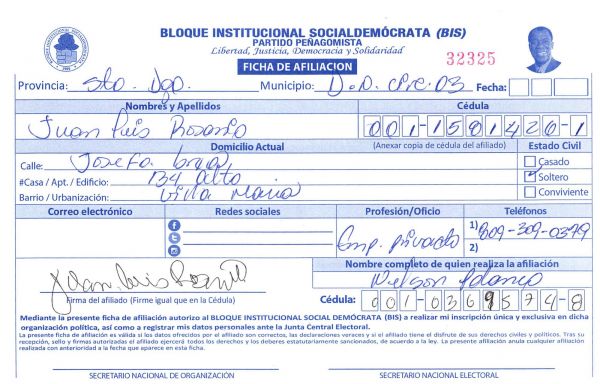 BLOQUE INSTITUCIONAL SOCIALDEMÓCRATA (BIS)
PARTIDO PEÑAGOMISTA
Libertad, Justicia, Democracia y Solidaridad
32325
FICHA DE AFILIACION
Provincia: Sto. Dgo. Municipio: D.N. Circ. 03 Fecha:
Nombres y Apellidos Cédula
Juan Luis Rosario 001-1581426-1
Domicilio Actual (Anexar copia de cédula del afiliado) Estado Civil
Calle: Josefa Casado
#Casa / Apt. / Edificio: 134 Alto Soltero
Barrio / Urbanización: Villa Maria Conviviente
Correo electrónico Redes sociales Profesión/Oficio Teléfonos
Emp. privado 1) 809-309-0379
2)
Nombre completo de quien realiza la afiliación
Juan Luis Rosario Nelson
Firma del afiliado (Firme igual que en la Cédula) Cédula: 001-0369574-8
Mediante la presente ficha de afiliación autorizo al BLOQUE INSTITUCIONAL SOCIAL DEMÓCRATA (BIS) a realizar mi inscripción única y exclusiva en dicha
organización política, así como a registrar mis datos personales ante la Junta Central Electoral.
La presente ficha de afiliación es válida si los datos ofrecidos por el afiliado son correctos, las declaraciones veraces y si el afiliado tiene el disfrute de sus derechos civiles y políticos. Tras su
recepción, sello y firmas autorizadas el afiliado ejercerá todos los derechos y los deberes estatutariamente sancionados, de acuerdo a la ley. La presente afiliación anula cualquier afiliación
realizada con anterioridad a la fecha que aparece en esta ficha.
SECRETARIO NACIONAL DE ORGANIZACIÓN SECRETARIO NACIONAL ELECTORAL